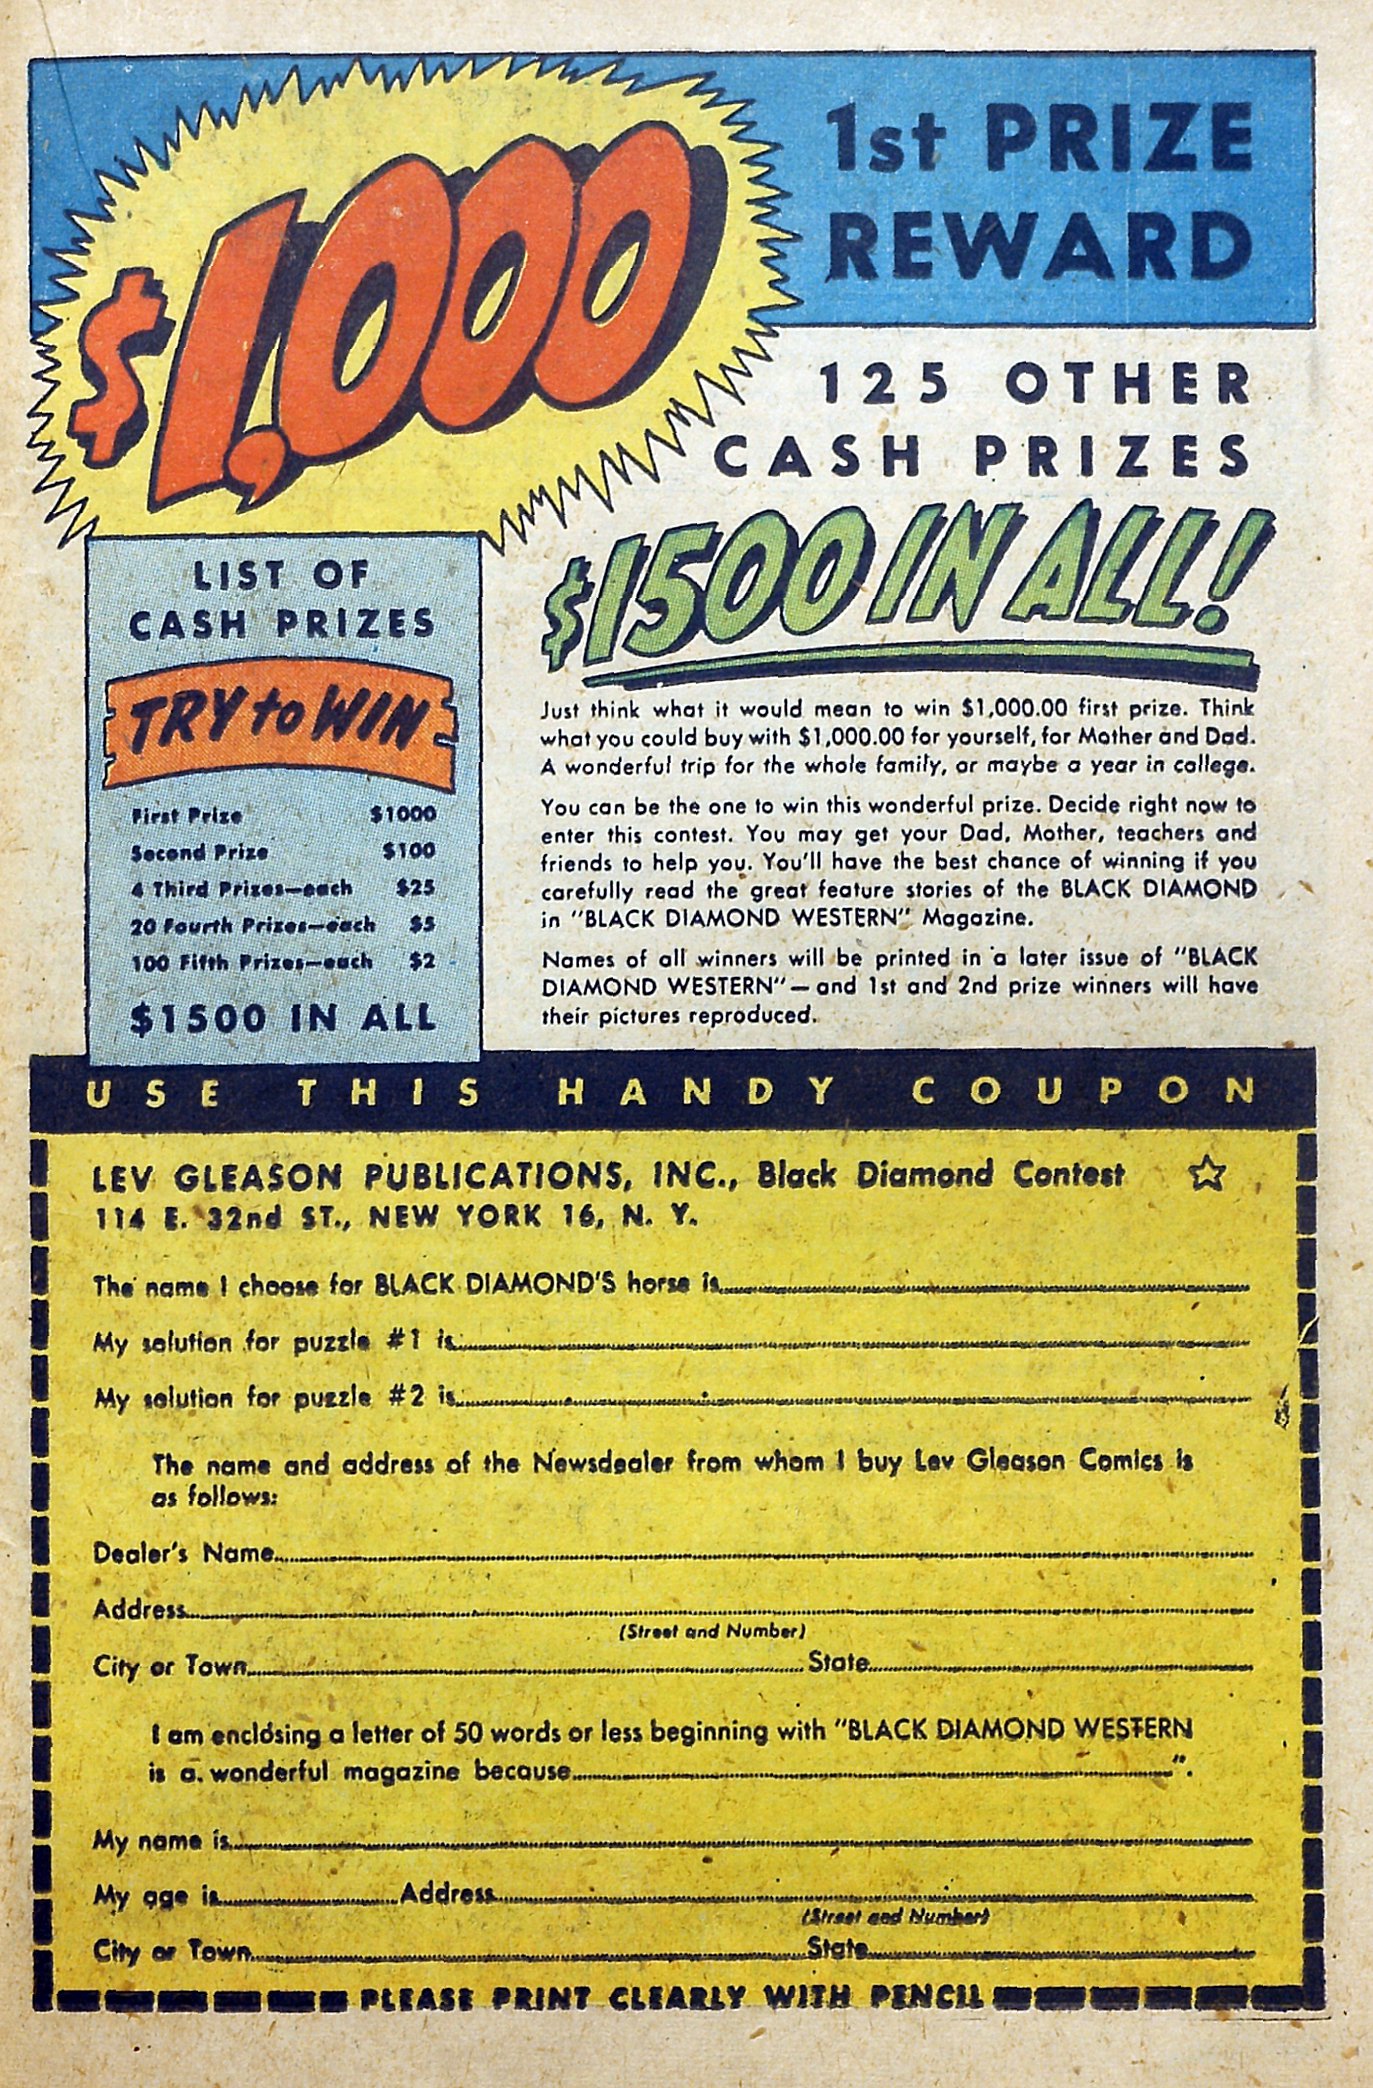 $1,000
1st PRIZE
REWARD
125 OTHER
CASH PRIZES
$1500 IN ALL!
LIST OF
CASH PRIZES
TRY to WIN
First Prize $1000
Second Prize $100
4 Third Prizes—each $25
20 Fourth Prizes—each $5
100 Fifth Prizes—each $2
$1500 IN ALL
Just think what it would mean to win $1,000.00 first prize. Think
what you could buy with $1,000.00 for yourself, for Mother and Dad.
A wonderful trip for the whole family, or maybe a year in college.
You can be the one to win this wonderful prize. Decide right now to
enter this contest. You may get your Dad, Mother, teachers and
friends to help you. You'll have the best chance of winning if you
carefully read the great feature stories of the BLACK DIAMOND
in "BLACK DIAMOND WESTERN" Magazine.
Names of all winners will be printed in a later issue of "BLACK
DIAMOND WESTERN"—and 1st and 2nd prize winners will have
their pictures reproduced.
USE THIS HANDY COUPON
LEV GLEASON PUBLICATIONS, INC., Black Diamond Contest ☆
114 E. 32nd ST., NEW YORK 16, N. Y.
The name I choose for BLACK DIAMOND'S horse is
My solution for puzzle #1 is
My solution for puzzle #2 is
The name and address of the Newsdealer from whom I buy Lev Gleason Comics is
as follows:
Dealer's Name
Address
(Street and Number)
City or Town State
I am enclosing a letter of 50 words or less beginning with "BLACK DIAMOND WESTERN
is a wonderful magazine because ".
My name is
My age is Address
(Street and Number)
City or Town State
PLEASE PRINT CLEARLY WITH PENCIL